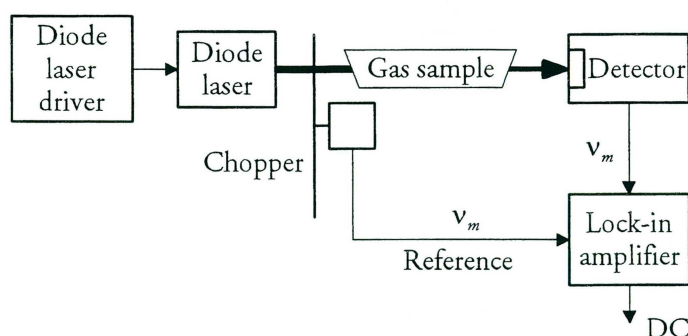 Diode
laser
driver
Diode
laser
Gas sample
Detector
Chopper
ν_m
ν_m
Reference
Lock-in
amplifier
DC